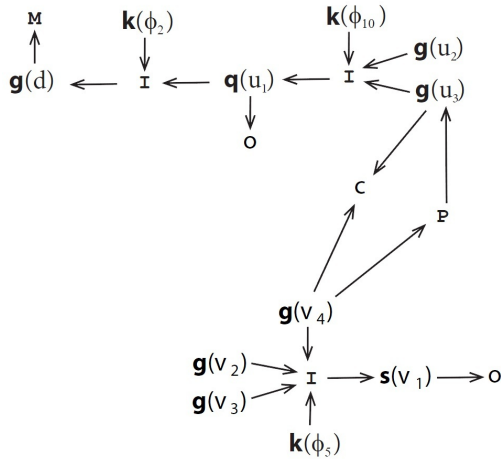 M
k(ϕ₂)
k(ϕ₁₀)
g(u₂)
g(d)
I
q(u₁)
I
g(u₃)
O
C
P
g(v₄)
g(v₂)
I
s(v₁)
O
g(v₃)
k(ϕ₅)